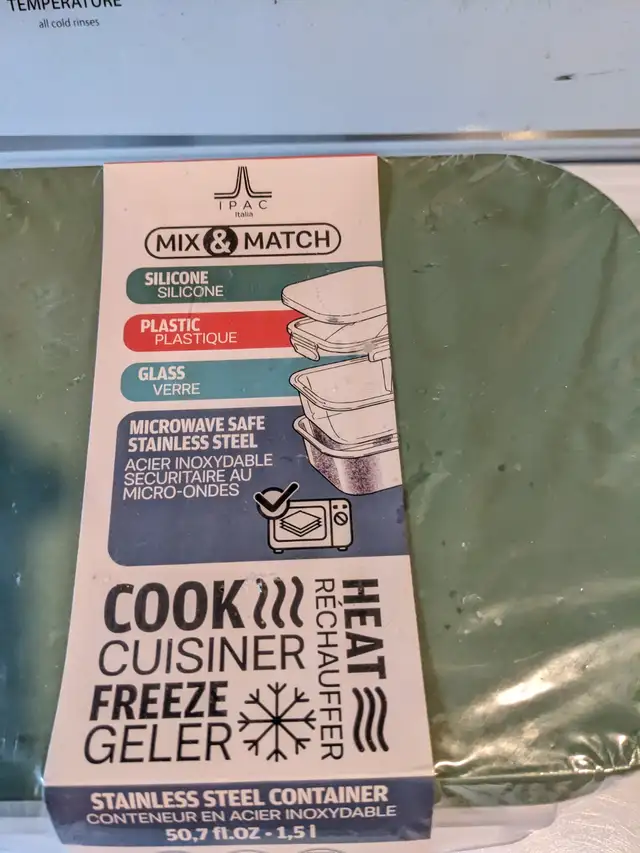 TEMPERATURE
all cold rinses
IPAC
Italia
MIX & MATCH
SILICONE
SILICONE
PLASTIC
PLASTIQUE
GLASS
VERRE
MICROWAVE SAFE
STAINLESS STEEL
ACIER INOXYDABLE
SÉCURITAIRE AU
MICRO-ONDES
COOK
CUISINER
FREEZE
GELER
HEAT
RÉCHAUFFER
STAINLESS STEEL CONTAINER
CONTENEUR EN ACIER INOXYDABLE
50,7 fl.OZ - 1,5 l